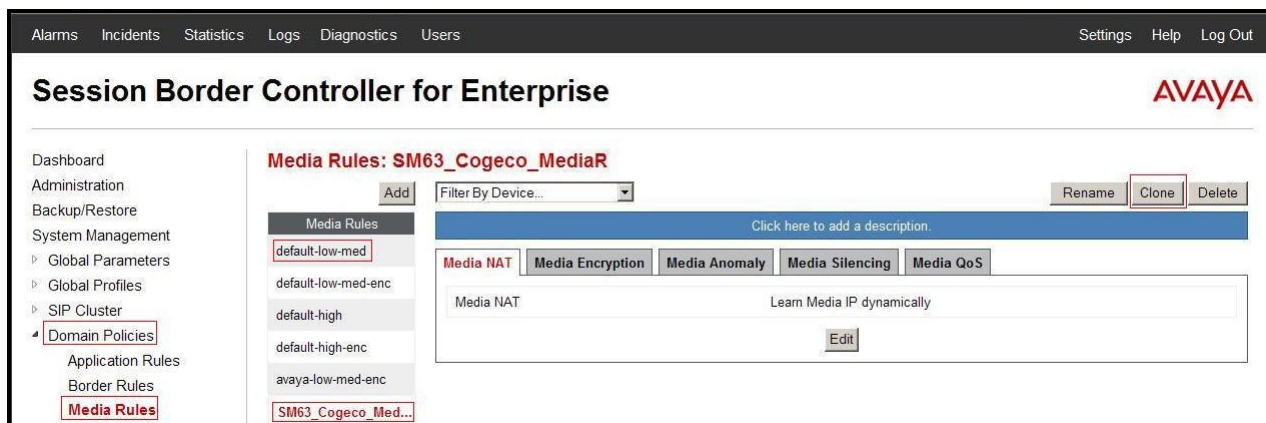 Alarms Incidents Statistics Logs Diagnostics Users Settings Help Log Out
Session Border Controller for Enterprise
AVAYA
Dashboard
Administration
Backup/Restore
System Management
Global Parameters
Global Profiles
SIP Cluster
Domain Policies
Application Rules
Border Rules
Media Rules
Media Rules: SM63_Cogeco_MediaR
Add
Filter By Device...
Rename Clone Delete
Media Rules
default-low-med
default-low-med-enc
default-high
default-high-enc
avaya-low-med-enc
SM63_Cogeco_Med...
Click here to add a description.
Media NAT Media Encryption Media Anomaly Media Silencing Media QoS
Media NAT Learn Media IP dynamically
Edit